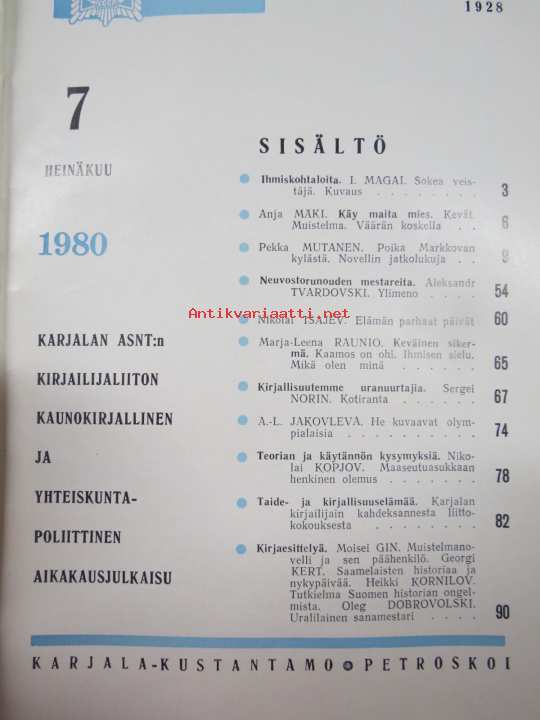 1928
7
HEINÄKUU
1980
KARJALAN ASNT:n
KIRJAILIJALIITON
KAUNOKIRJALLINEN
JA
YHTEISKUNTA-
POLIITTINEN
AIKAKAUSJULKAISU
SISÄLTÖ
Ihmiskohtaloita. I. MAGAI. Sokea veis-
täjä. Kuvaus . . . . . . . . 3
Anja MÄKI. Käy maita mies. Kevät.
Muistelma. Väärän koskella . . 6
Pekka MUTANEN. Poika Markkovan
kylästä. Novellin jatkolukuja . . 9
Neuvostorunouden mestareita. Aleksandr
TVARDOVSKI. Ylimeno . . . . 54
Antikvariaatti.net
Nikolai ISAJEV. Elämän parhaat päivät 60
Marja-Leena RAUNIO. Keväinen siker-
mä. Kaamos on ohi. Ihmisen sielu.
Mikä olen minä . . . . . . 65
Kirjallisuutemme uranuurtajia. Sergei
NORIN. Kotiranta . . . . . . 67
A.-L. JAKOVLEVA. He kuvaavat olym-
pialaisia . . . . . . . . . 74
Teorian ja käytännön kysymyksiä. Niko-
lai KOPJOV. Maaseutuasukkaan
henkinen olemus . . . . . . 78
Taide- ja kirjallisuuselämää. Karjalan
kirjailijain kahdeksannesta liitto-
kokouksesta . . . . . . . . 82
Kirjaesittelyä. Moisei GIN. Muistelmano-
velli ja sen päähenkilö. Georgi
KERT. Saamelaisten historiaa ja
nykypäivää. Heikki KORNILOV.
Tutkielma Suomen historian ongel-
mista. Oleg DOBROVOLSKI.
Uralilainen sanamestari . . . . 90
KARJALA-KUSTANTAMO PETROSKOI